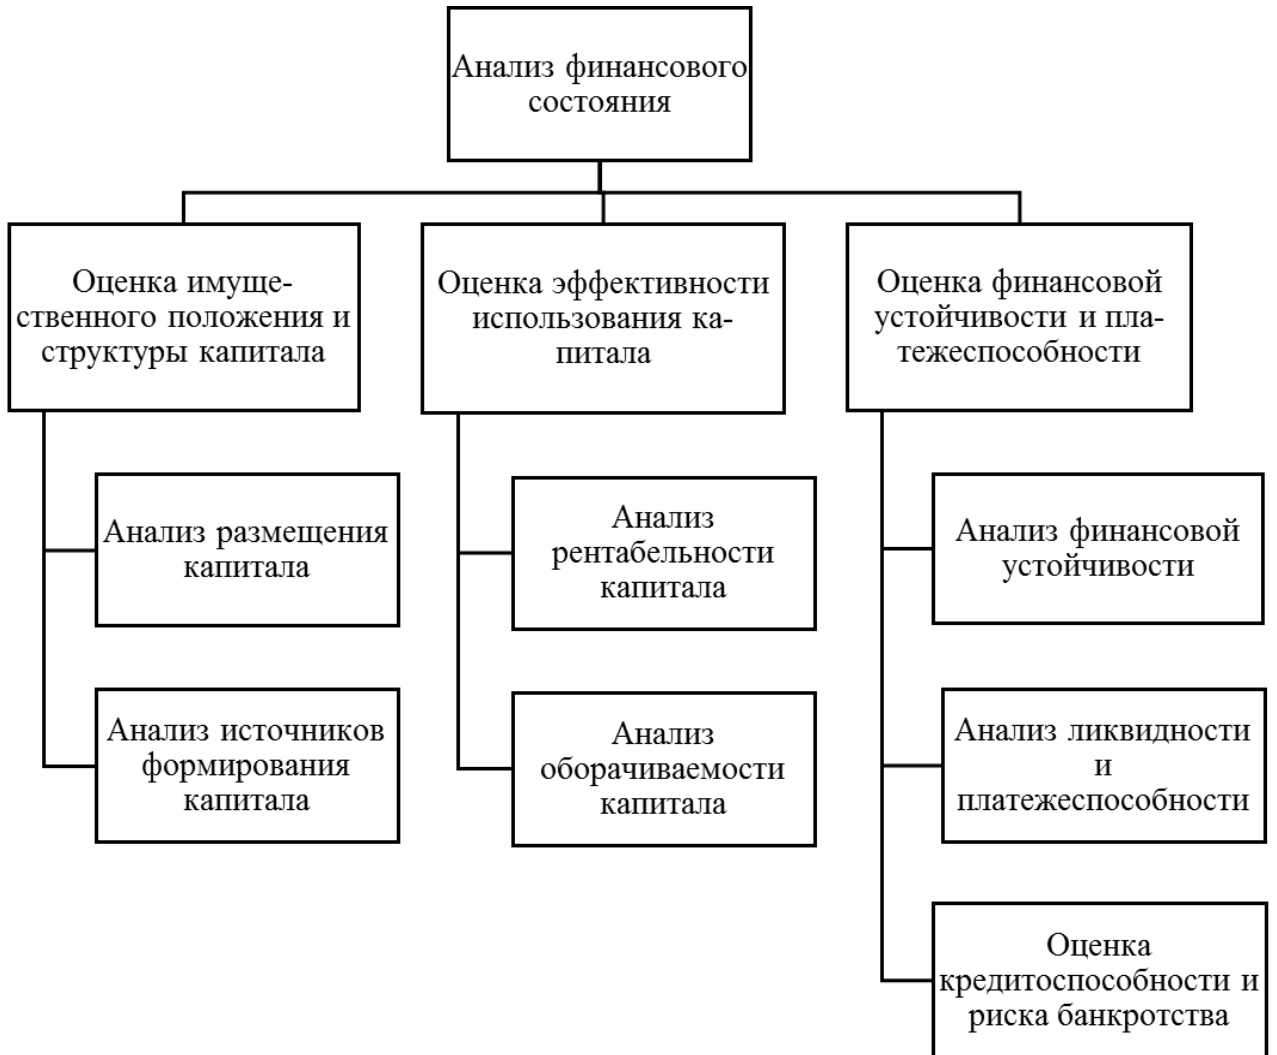 Анализ финансового
состояния
Оценка имуще-
ственного положения и
структуры капитала
Анализ размещения
капитала
Анализ источников
формирования
капитала
Оценка эффективности
использования ка-
питала
Анализ
рентабельности
капитала
Анализ
оборачиваемости
капитала
Оценка финансовой
устойчивости и пла-
тежеспособности
Анализ финансовой
устойчивости
Анализ ликвидности
и
платежеспособности
Оценка
кредитоспособности и
риска банкротства